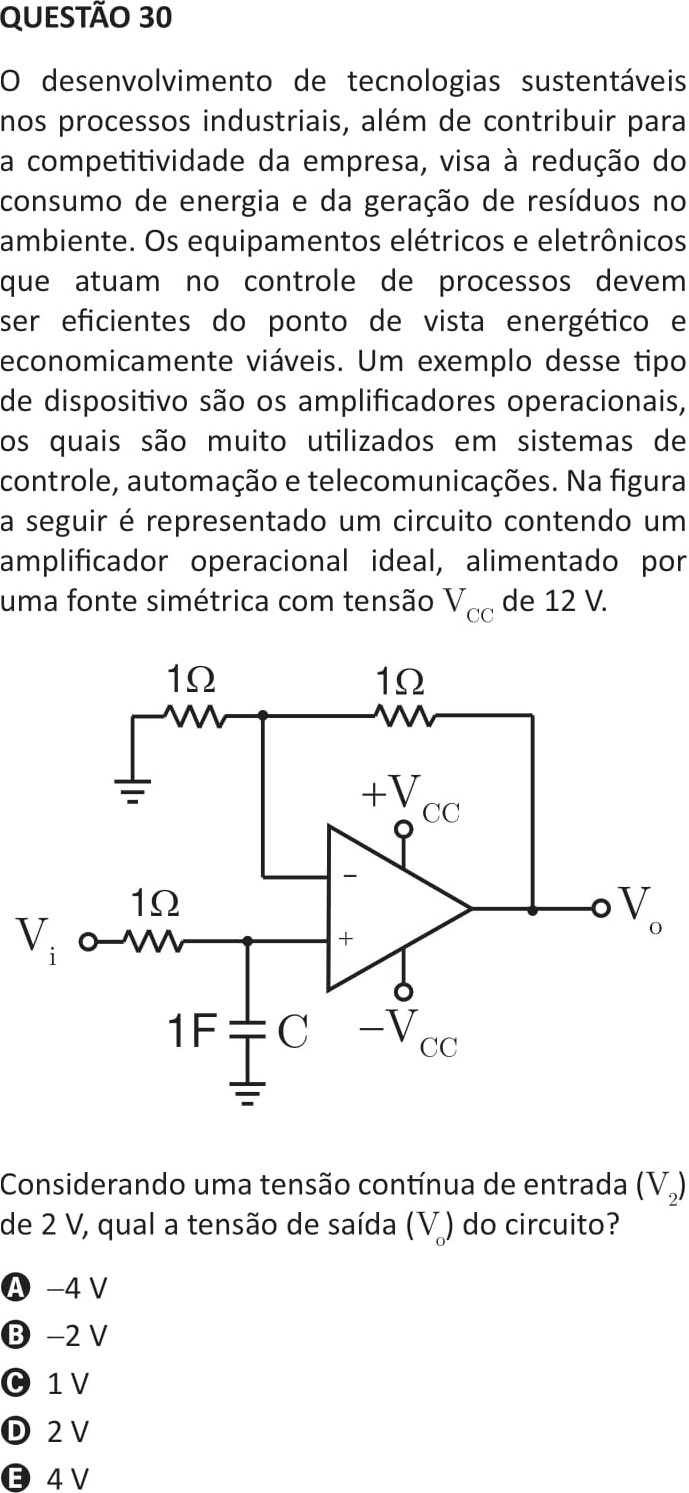 QUESTÃO 30
O desenvolvimento de tecnologias sustentáveis
nos processos industriais, além de contribuir para
a competitividade da empresa, visa à redução do
consumo de energia e da geração de resíduos no
ambiente. Os equipamentos elétricos e eletrônicos
que atuam no controle de processos devem
ser eficientes do ponto de vista energético e
economicamente viáveis. Um exemplo desse tipo
de dispositivo são os amplificadores operacionais,
os quais são muito utilizados em sistemas de
controle, automação e telecomunicações. Na figura
a seguir é representado um circuito contendo um
amplificador operacional ideal, alimentado por
uma fonte simétrica com tensão V_CC de 12 V.
1Ω 1Ω
+V_CC
−
1Ω
V_i
+
V_o
1F C
−V_CC
Considerando uma tensão contínua de entrada (V_2)
de 2 V, qual a tensão de saída (V_o) do circuito?
A −4 V
B −2 V
C 1 V
D 2 V
E 4 V